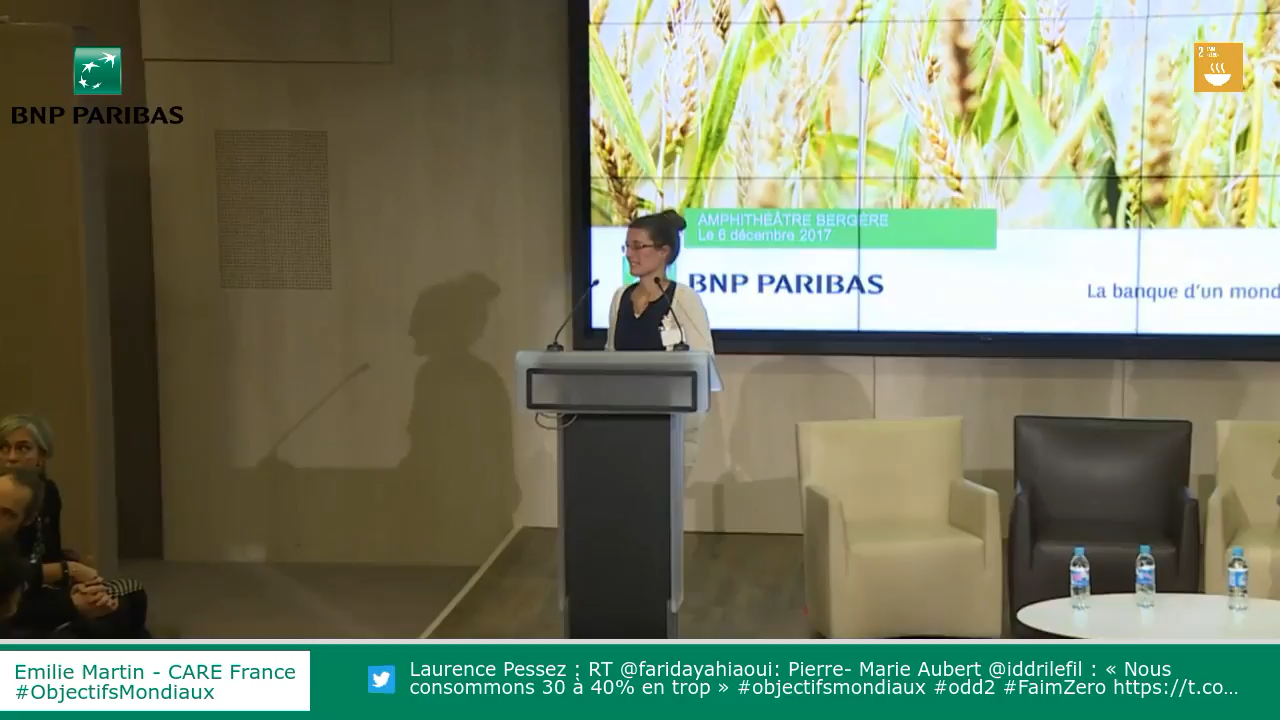 BNP PARIBAS
2
AMPHITHÉÂTRE BERGÈRE
Le 6 décembre 2017
BNP PARIBAS
La banque d'un mond
Emilie Martin - CARE France
#ObjectifsMondiaux
Laurence Pessez : RT @faridayahiaoui: Pierre- Marie Aubert @iddrilefil : « Nous
consommons 30 à 40% en trop » #objectifsmondiaux #odd2 #FaimZero https://t.co...